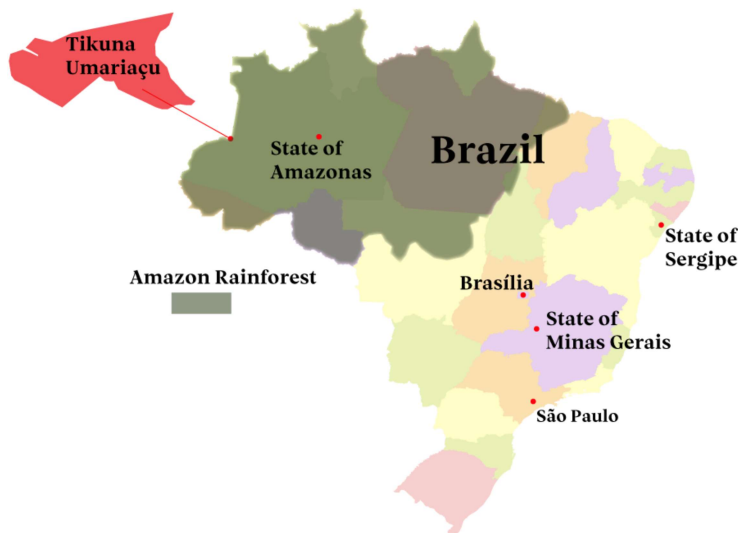 Tikuna
Umariaçu
State of
Amazonas
Brazil
State of
Sergipe
Amazon Rainforest
Brasília
State of
Minas Gerais
São Paulo